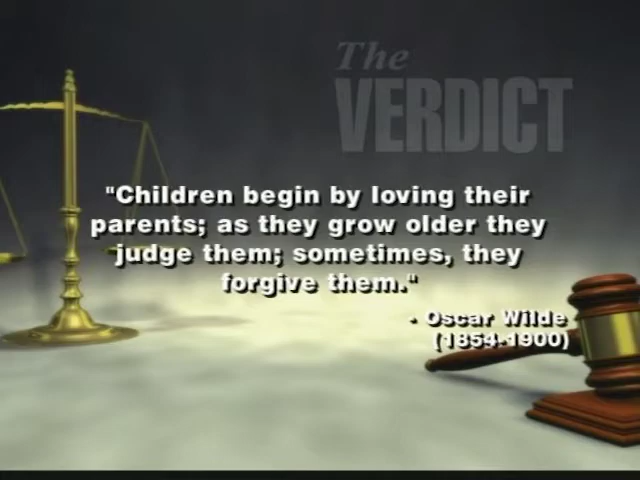 The
VERDICT
"Children begin by loving their
parents; as they grow older they
judge them; sometimes, they
forgive them."
- Oscar Wilde
(1854-1900)